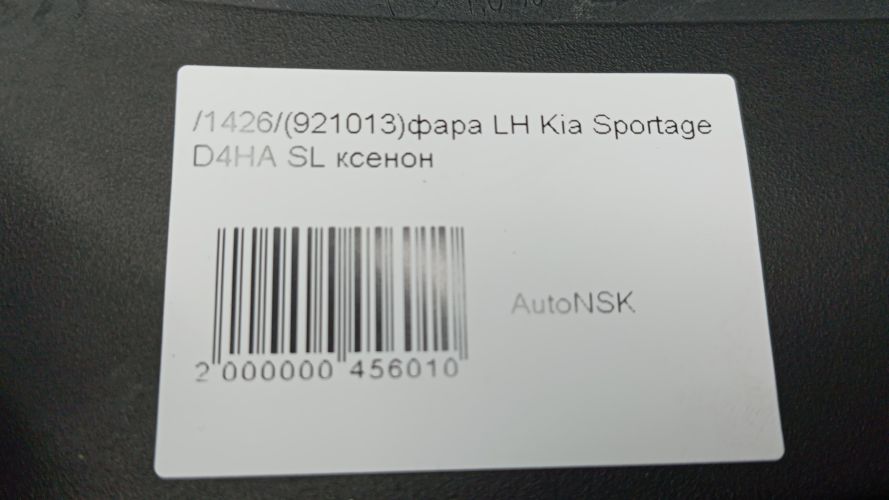 /1426/(921013)фара LH Kia Sportage
D4HA SL ксенон
AutoNSK
2 000000 456010